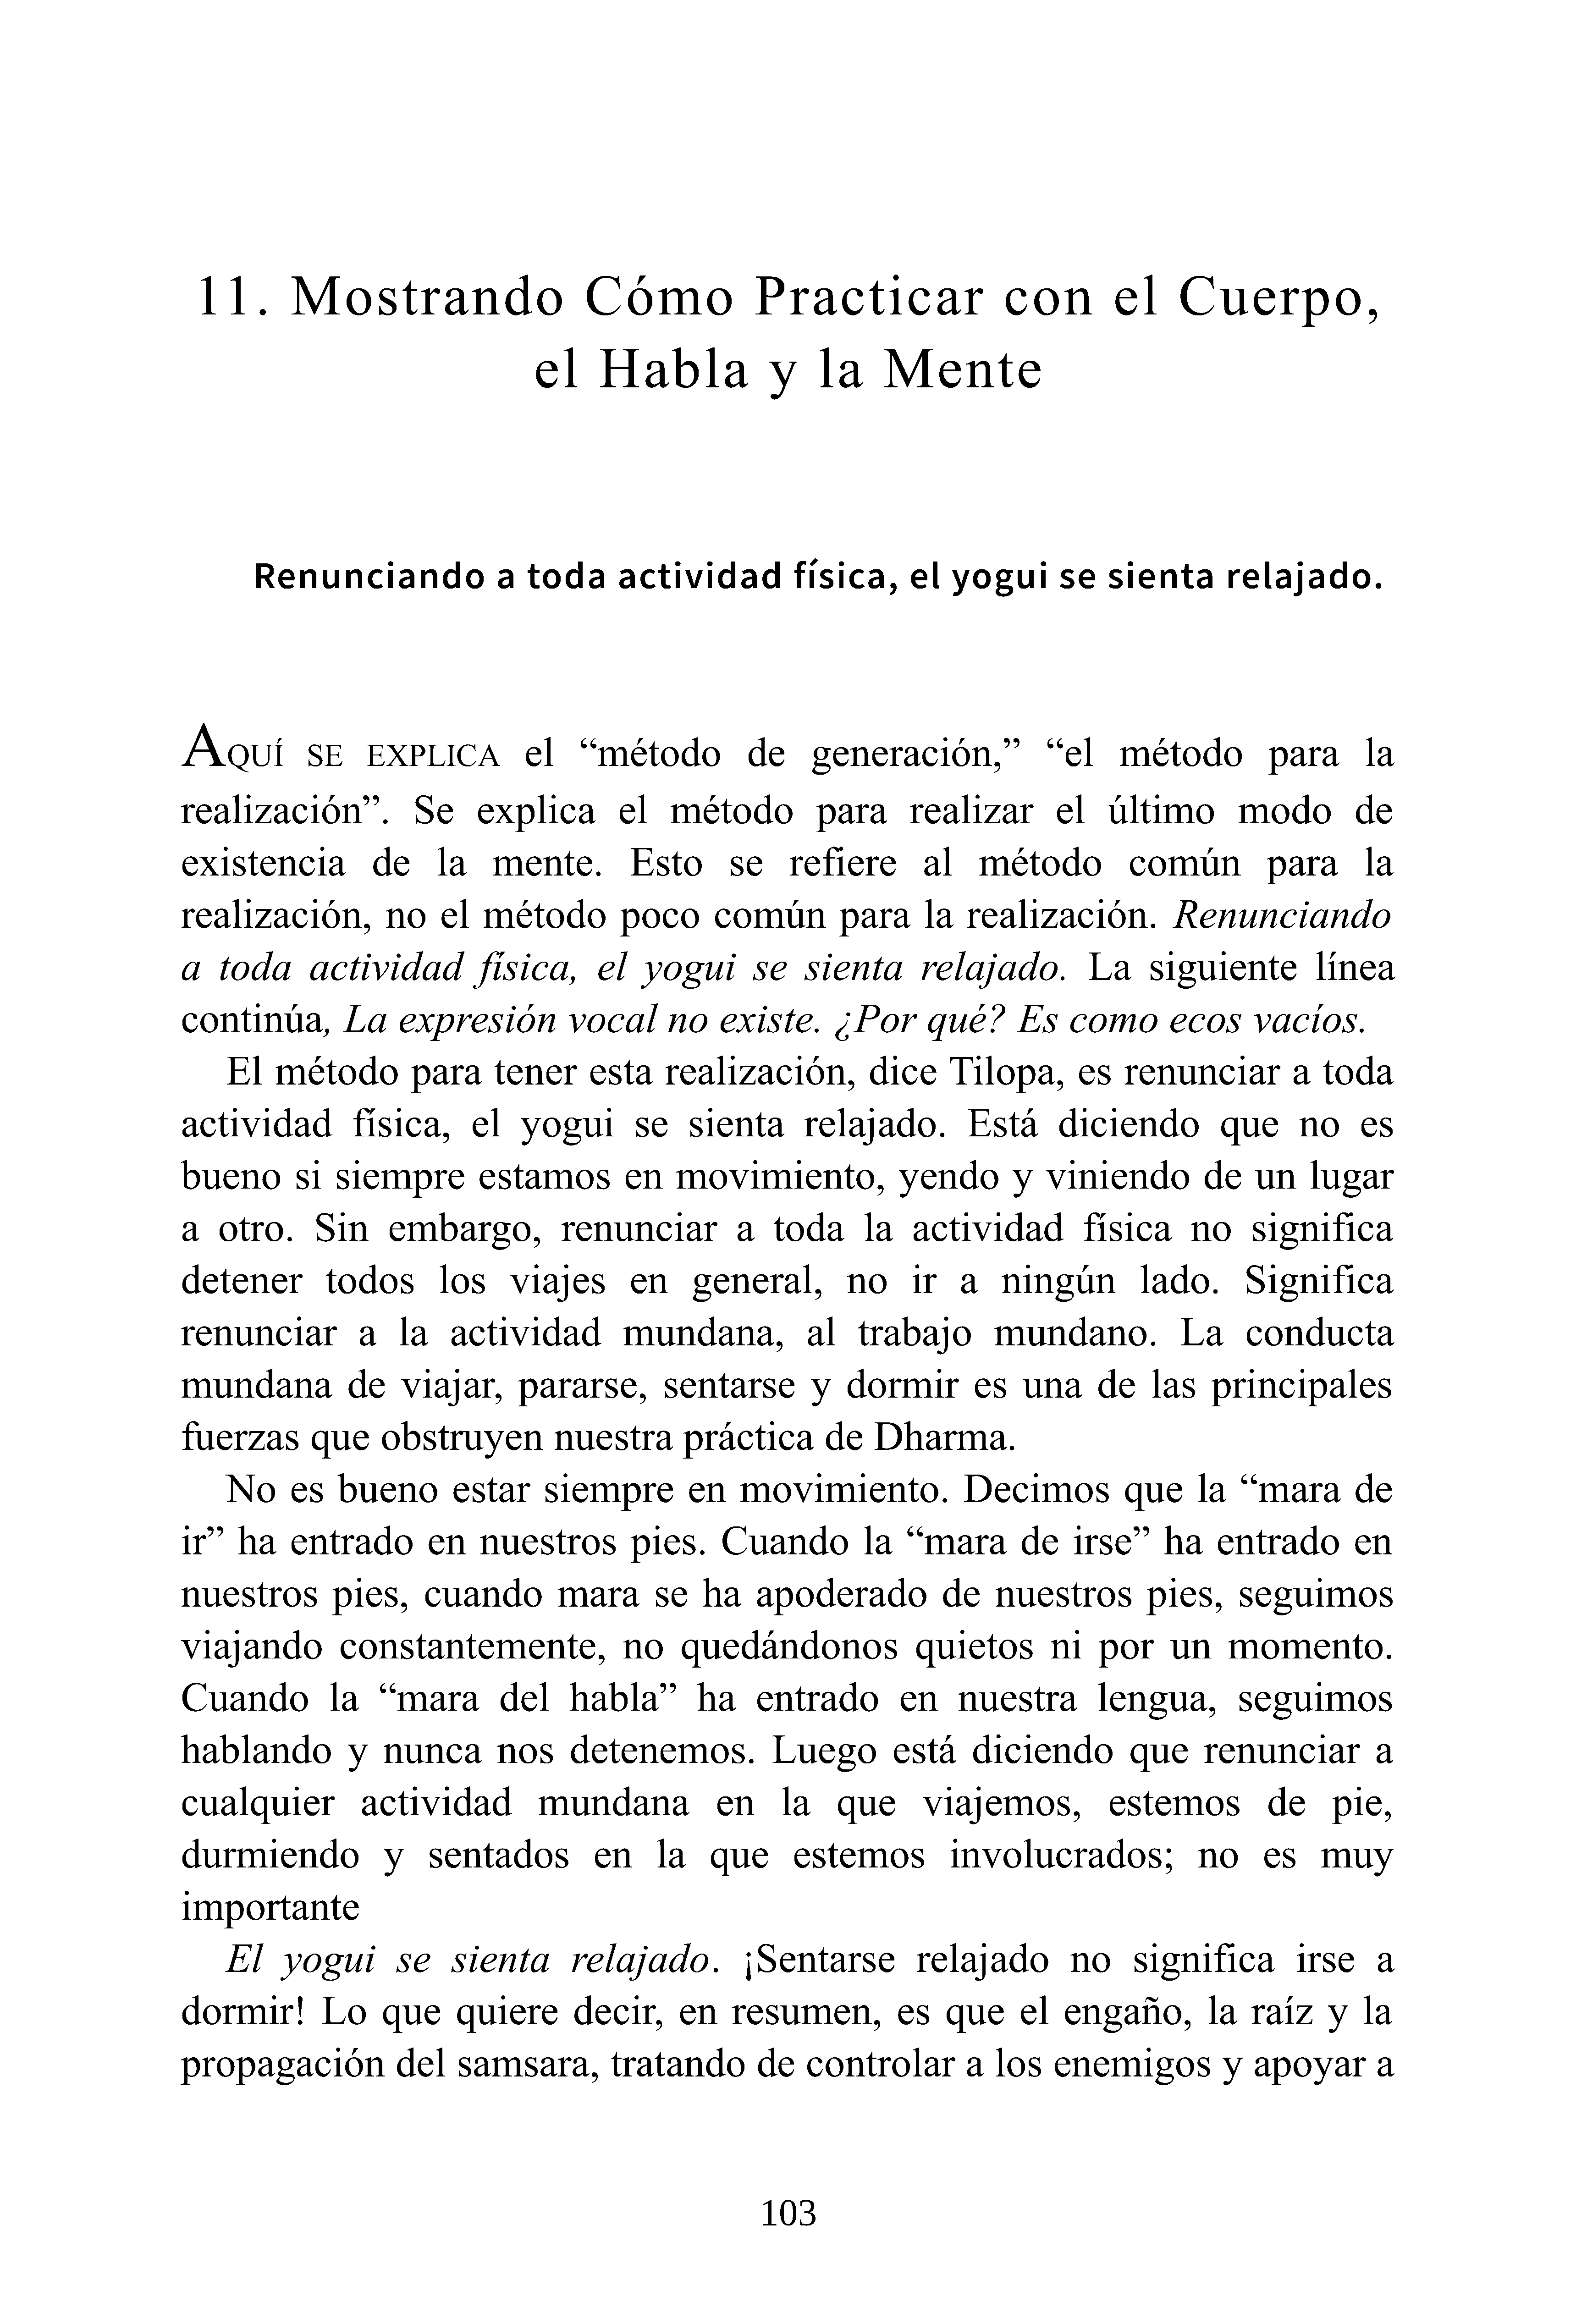 11. Mostrando Cómo Practicar con el Cuerpo,
el Habla y la Mente
Renunciando a toda actividad física, el yogui se sienta relajado.
AQUÍ SE EXPLICA el “método de generación,” “el método para la
realización”. Se explica el método para realizar el último modo de
existencia de la mente. Esto se refiere al método común para la
realización, no el método poco común para la realización. Renunciando
a toda actividad física, el yogui se sienta relajado. La siguiente línea
continúa, La expresión vocal no existe. ¿Por qué? Es como ecos vacíos.
El método para tener esta realización, dice Tilopa, es renunciar a toda
actividad física, el yogui se sienta relajado. Está diciendo que no es
bueno si siempre estamos en movimiento, yendo y viniendo de un lugar
a otro. Sin embargo, renunciar a toda la actividad física no significa
detener todos los viajes en general, no ir a ningún lado. Significa
renunciar a la actividad mundana, al trabajo mundano. La conducta
mundana de viajar, pararse, sentarse y dormir es una de las principales
fuerzas que obstruyen nuestra práctica de Dharma.
No es bueno estar siempre en movimiento. Decimos que la “mara de
ir” ha entrado en nuestros pies. Cuando la “mara de irse” ha entrado en
nuestros pies, cuando mara se ha apoderado de nuestros pies, seguimos
viajando constantemente, no quedándonos quietos ni por un momento.
Cuando la “mara del habla” ha entrado en nuestra lengua, seguimos
hablando y nunca nos detenemos. Luego está diciendo que renunciar a
cualquier actividad mundana en la que viajemos, estemos de pie,
durmiendo y sentados en la que estemos involucrados; no es muy
importante
El yogui se sienta relajado. ¡Sentarse relajado no significa irse a
dormir! Lo que quiere decir, en resumen, es que el engaño, la raíz y la
propagación del samsara, tratando de controlar a los enemigos y apoyar a
103